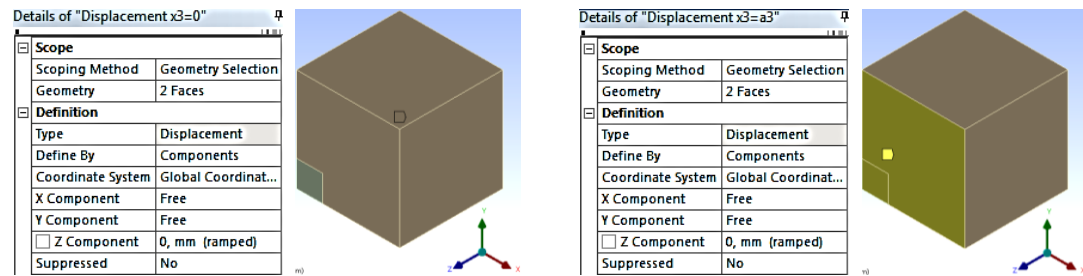 Details of "Displacement x3=0"
Scope
Scoping Method Geometry Selection
Geometry 2 Faces
Definition
Type Displacement
Define By Components
Coordinate System Global Coordinat...
X Component Free
Y Component Free
Z Component 0, mm (ramped)
Suppressed No
m)
Y
Z
X
Details of "Displacement x3=a3"
Scope
Scoping Method Geometry Selection
Geometry 2 Faces
Definition
Type Displacement
Define By Components
Coordinate System Global Coordinat...
X Component Free
Y Component Free
Z Component 0, mm (ramped)
Suppressed No
m)
Y
Z
X